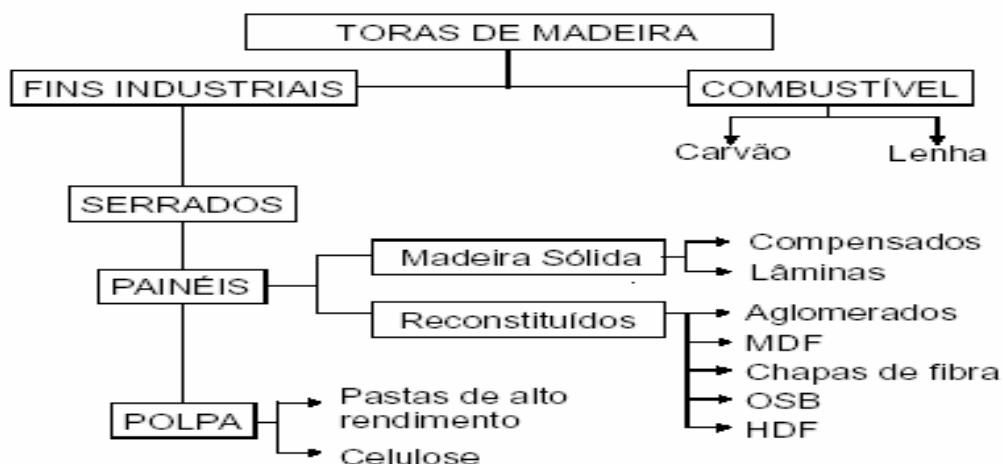 TORAS DE MADEIRA
FINS INDUSTRIAIS
COMBUSTÍVEL
Carvão
Lenha
SERRADOS
PAINÉIS
Madeira Sólida
Compensados
Lâminas
Reconstituídos
Aglomerados
MDF
Chapas de fibra
OSB
HDF
POLPA
Pastas de alto
rendimento
Celulose